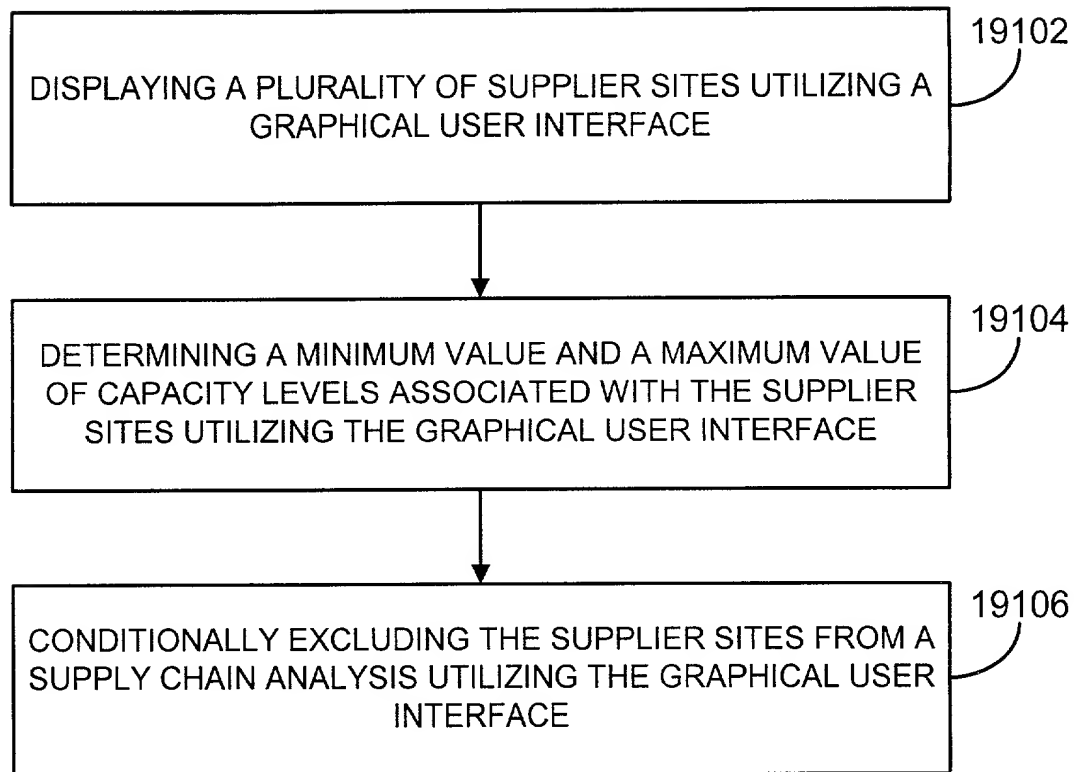 19102
DISPLAYING A PLURALITY OF SUPPLIER SITES UTILIZING A
GRAPHICAL USER INTERFACE
19104
DETERMINING A MINIMUM VALUE AND A MAXIMUM VALUE
OF CAPACITY LEVELS ASSOCIATED WITH THE SUPPLIER
SITES UTILIZING THE GRAPHICAL USER INTERFACE
19106
CONDITIONALLY EXCLUDING THE SUPPLIER SITES FROM A
SUPPLY CHAIN ANALYSIS UTILIZING THE GRAPHICAL USER
INTERFACE